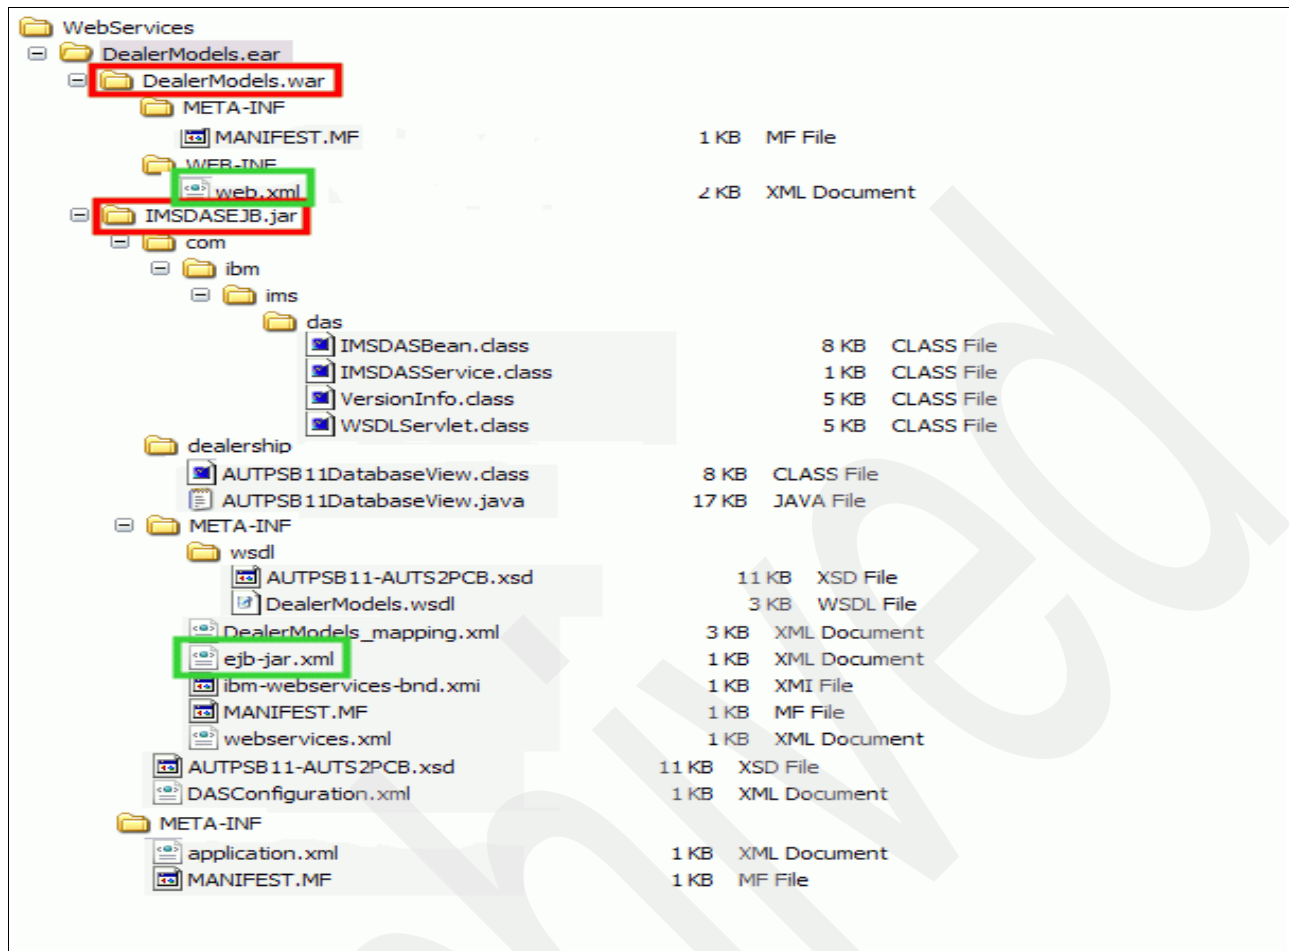 WebServices
DealerModels.ear
DealerModels.war
META-INF
MANIFEST.MF 1 KB MF File
WEB-INF
web.xml 2 KB XML Document
IMSDASEJB.jar
com
ibm
ims
das
IMSDASBean.class 8 KB CLASS File
IMSDASService.class 1 KB CLASS File
VersionInfo.class 5 KB CLASS File
WSDLServlet.class 5 KB CLASS File
dealership
AUTPSB11DatabaseView.class 8 KB CLASS File
AUTPSB11DatabaseView.java 17 KB JAVA File
META-INF
wsdl
AUTPSB11-AUTS2PCB.xsd 11 KB XSD File
DealerModels.wsdl 3 KB WSDL File
DealerModels_mapping.xml 3 KB XML Document
ejb-jar.xml 1 KB XML Document
ibm-webservices-bnd.xmi 1 KB XMI File
MANIFEST.MF 1 KB MF File
webservices.xml 1 KB XML Document
AUTPSB11-AUTS2PCB.xsd 11 KB XSD File
DASConfiguration.xml 1 KB XML Document
META-INF
application.xml 1 KB XML Document
MANIFEST.MF 1 KB MF File